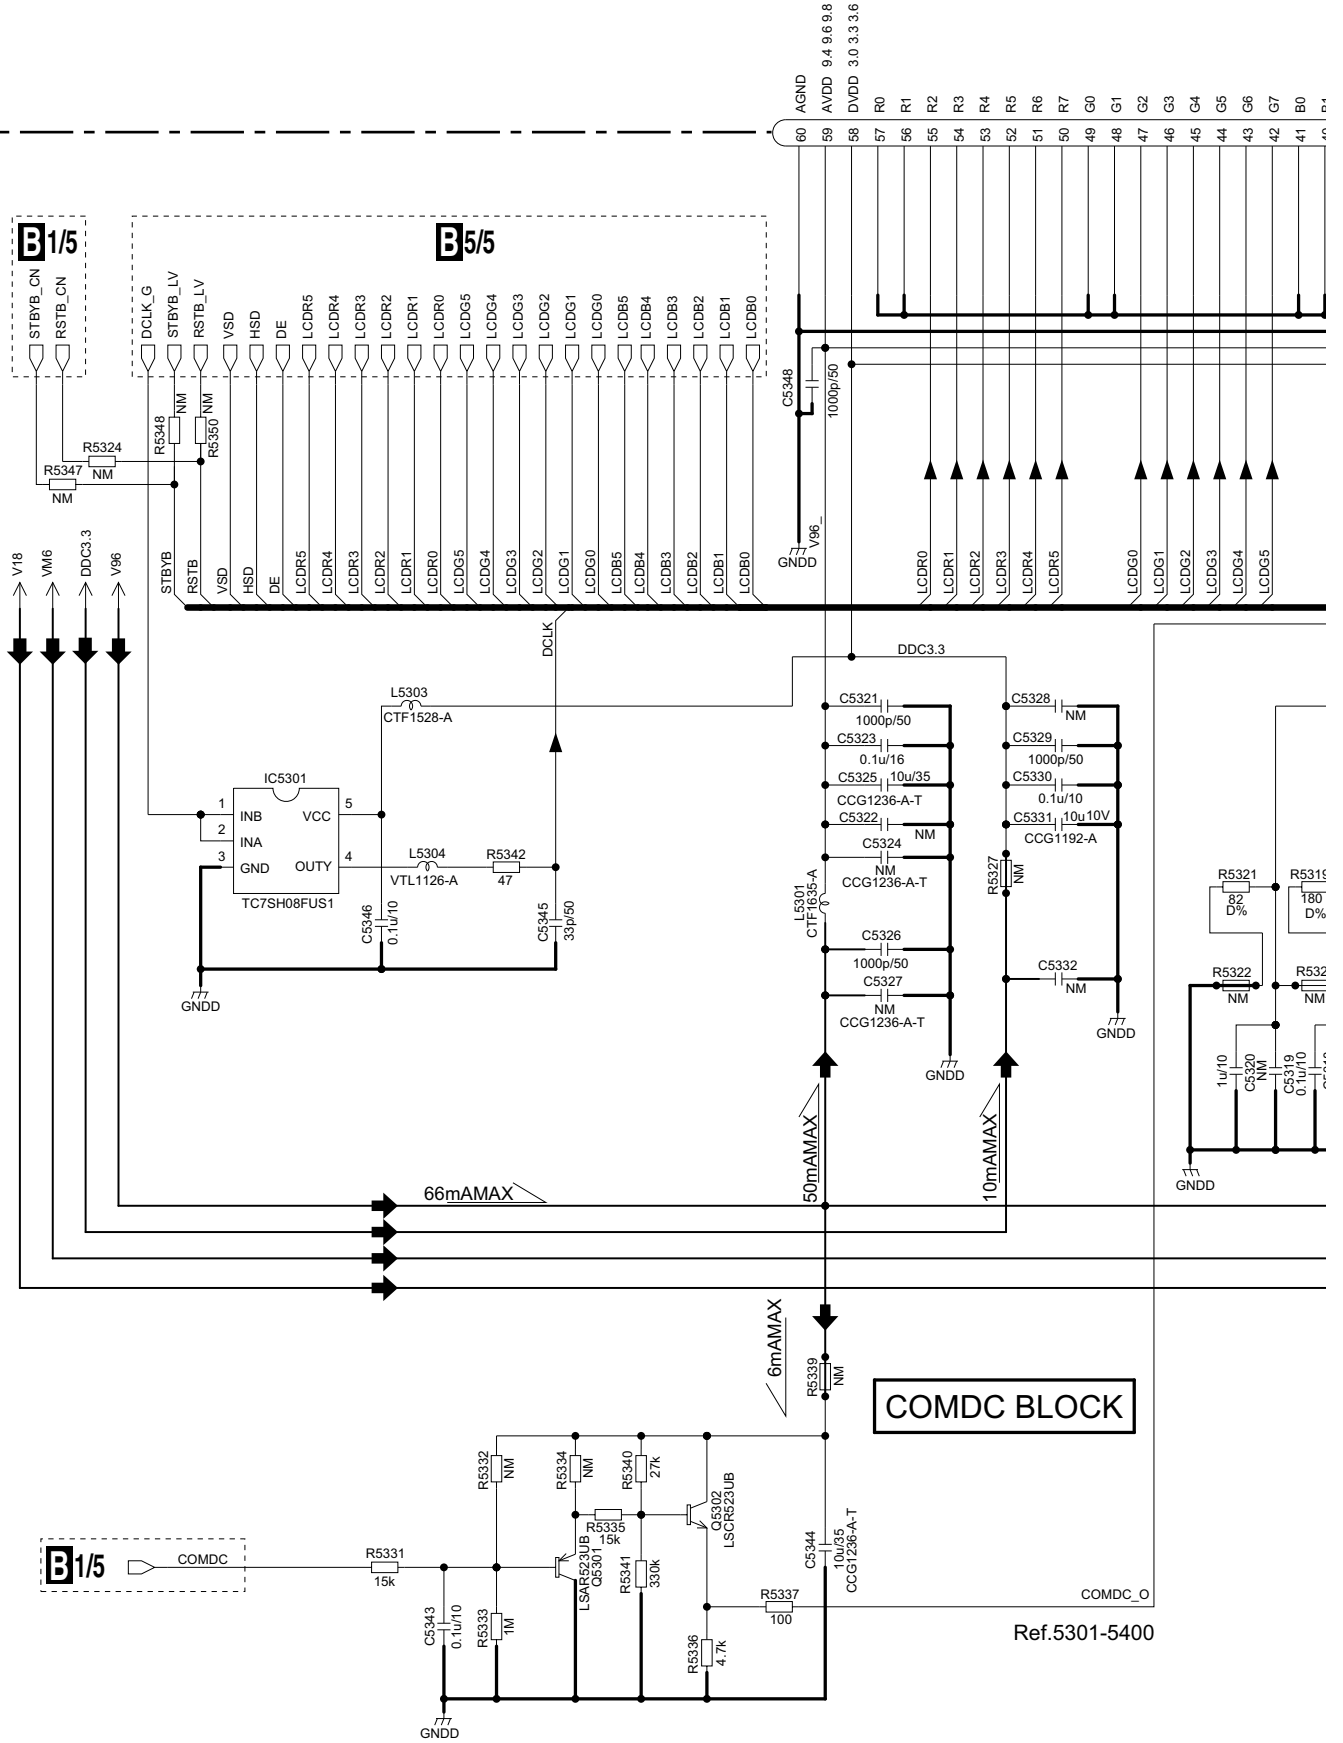 AGND
AVDD 9.4 9.6 9.8
DVDD 3.0 3.3 3.6
R0
R1
R2
R3
R4
R5
R6
R7
G0
G1
G2
G3
G4
G5
G6
G7
B0
B1
60
59
58
57
56
55
54
53
52
51
50
49
48
47
46
45
44
43
42
41
40
B 1/5
STBYB_CN
RSTB_CN
B 5/5
DCLK_G
STBYB_LV
RSTB_LV
VSD
HSD
DE
LCDR5
LCDR4
LCDR3
LCDR2
LCDR1
LCDR0
LCDG5
LCDG4
LCDG3
LCDG2
LCDG1
LCDG0
LCDB5
LCDB4
LCDB3
LCDB2
LCDB1
LCDB0
C5348
1000p/50
R5348
NM
NM
R5350
R5324
NM
R5347
NM
V18
VM6
DDC3.3
V96
STBYB
RSTB
VSD
HSD
DE
LCDR5
LCDR4
LCDR3
LCDR2
LCDR1
LCDR0
LCDG5
LCDG4
LCDG3
LCDG2
LCDG1
LCDG0
LCDB5
LCDB4
LCDB3
LCDB2
LCDB1
LCDB0
GNDD
V96_
LCDR0
LCDR1
LCDR2
LCDR3
LCDR4
LCDR5
LCDG0
LCDG1
LCDG2
LCDG3
LCDG4
LCDG5
DCLK
DDC3.3
L5303
CTF1528-A
IC5301
1
INB
VCC
5
2
INA
3
GND
OUTY
4
TC7SH08FUS1
L5304
VTL1126-A
R5342
47
C5346
0.1u/10
C5345
33p/50
GNDD
C5321
1000p/50
C5323
0.1u/16
C5325
10u/35
CCG1236-A-T
C5322
NM
C5324
NM
CCG1236-A-T
L5301
CTF1635-A
C5326
1000p/50
C5327
NM
CCG1236-A-T
GNDD
C5328
NM
C5329
1000p/50
C5330
0.1u/10
C5331
10u10V
CCG1192-A
R5327
NM
C5332
NM
GNDD
R5321
82
D%
R5319
180
D%
R5322
NM
R532
NM
1u/10
C5320
NM
C5319
0.1u/10
GNDD
50mAMAX
10mAMAX
66mAMAX
6mAMAX
R5339
NM
COMDC BLOCK
R5332
NM
R5334
NM
R5340
27k
Q5302
LSCR523UB
R5335
15k
C5344
10u/35
CCG1236-A-T
B 1/5
COMDC
R5331
15k
LSAR523UB
Q5301
R5341
330k
C5343
0.1u/10
R5333
1M
R5337
100
COMDC_O
R5336
4.7k
Ref.5301-5400
GNDD